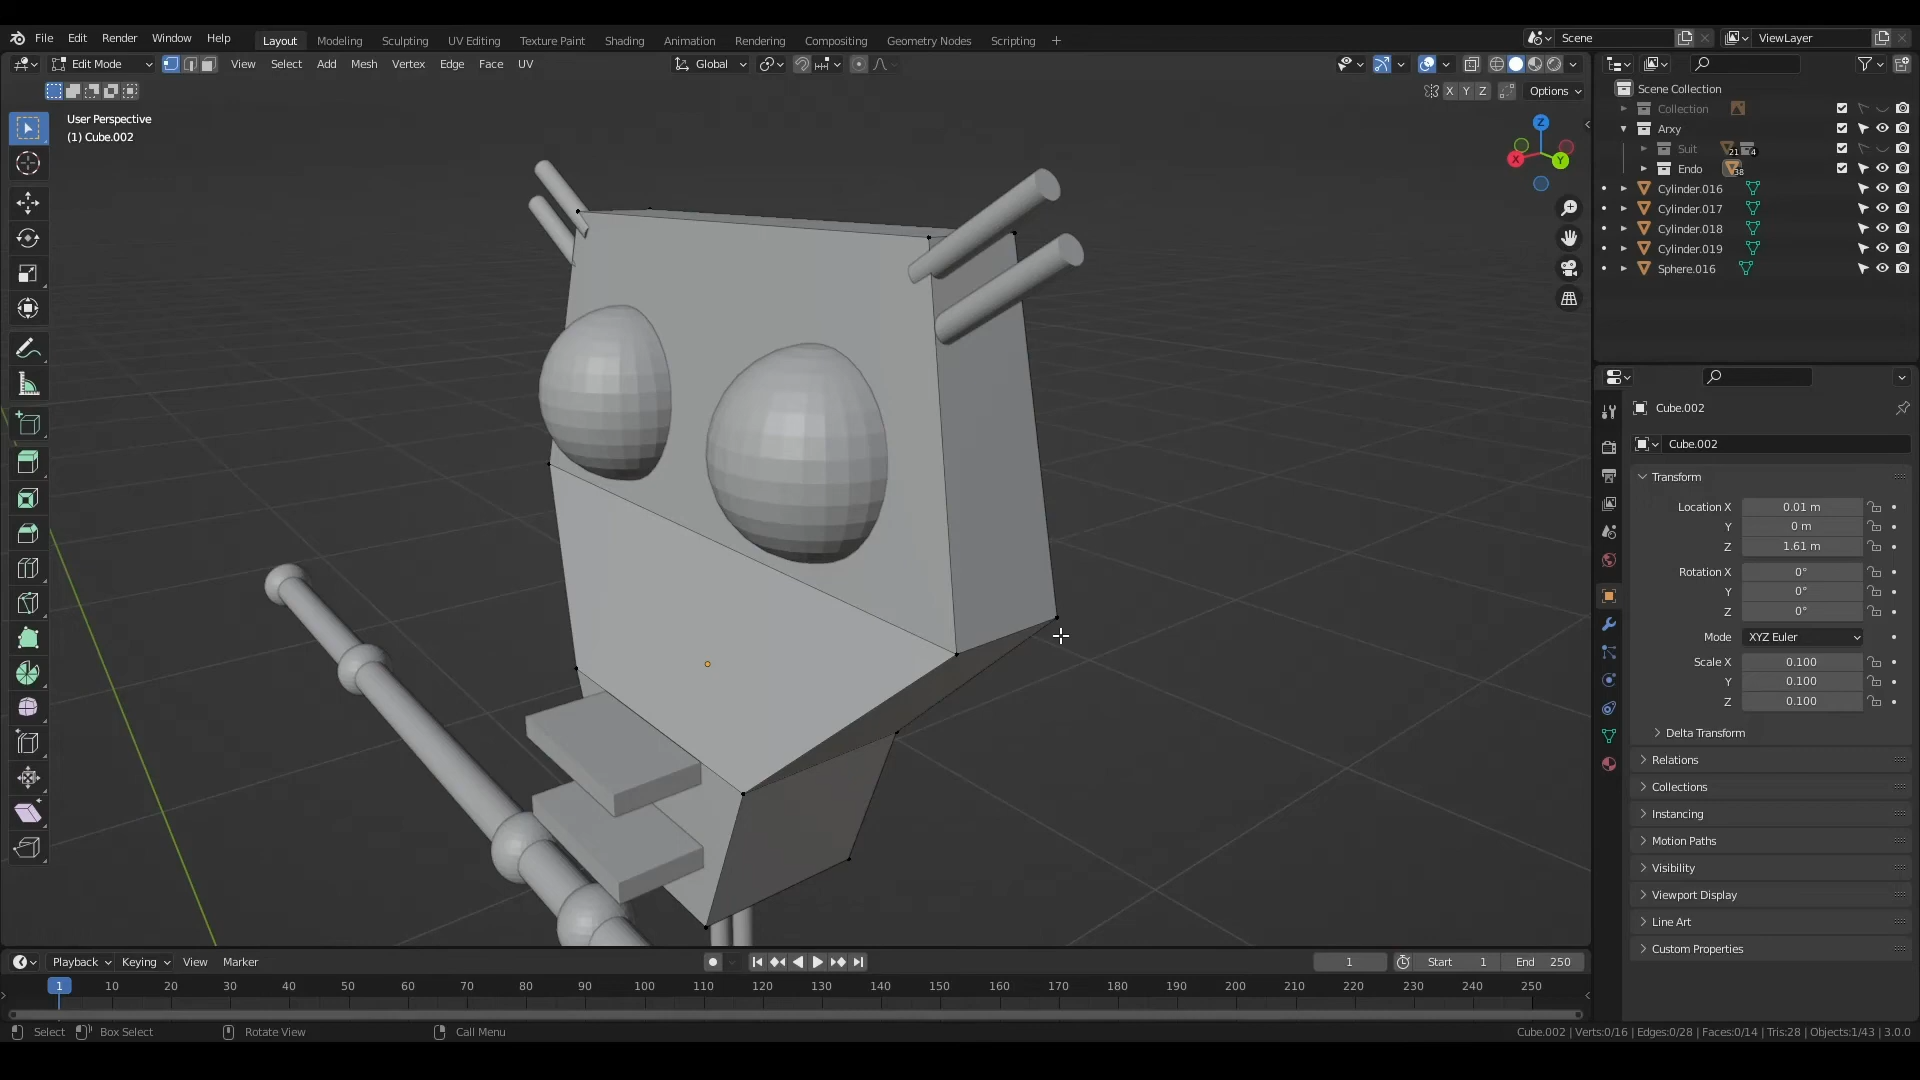 File Edit Render Window Help Layout Modeling Sculpting UV Editing Texture Paint Shading Animation Rendering Compositing Geometry Nodes Scripting + Scene ViewLayer
Edit Mode View Select Add Mesh Vertex Edge Face UV Global
X Y Z Options
User Perspective
(1) Cube.002
Z
X
Y
Scene Collection
Collection
Arxy
Suit 21 4
Endo 38
Cylinder.016
Cylinder.017
Cylinder.018
Cylinder.019
Sphere.016
Cube.002
Cube.002
Transform
Location X 0.01 m
Y 0 m
Z 1.61 m
Rotation X 0°
Y 0°
Z 0°
Mode XYZ Euler
Scale X 0.100
Y 0.100
Z 0.100
Delta Transform
Relations
Collections
Instancing
Motion Paths
Visibility
Viewport Display
Line Art
Custom Properties
Playback Keying View Marker 1 Start 1 End 250
1 10 20 30 40 50 60 70 80 90 100 110 120 130 140 150 160 170 180 190 200 210 220 230 240 250
Select Box Select Rotate View Call Menu Cube.002 | Verts:0/16 | Edges:0/28 | Faces:0/14 | Tris:28 | Objects:1/43 | 3.0.0